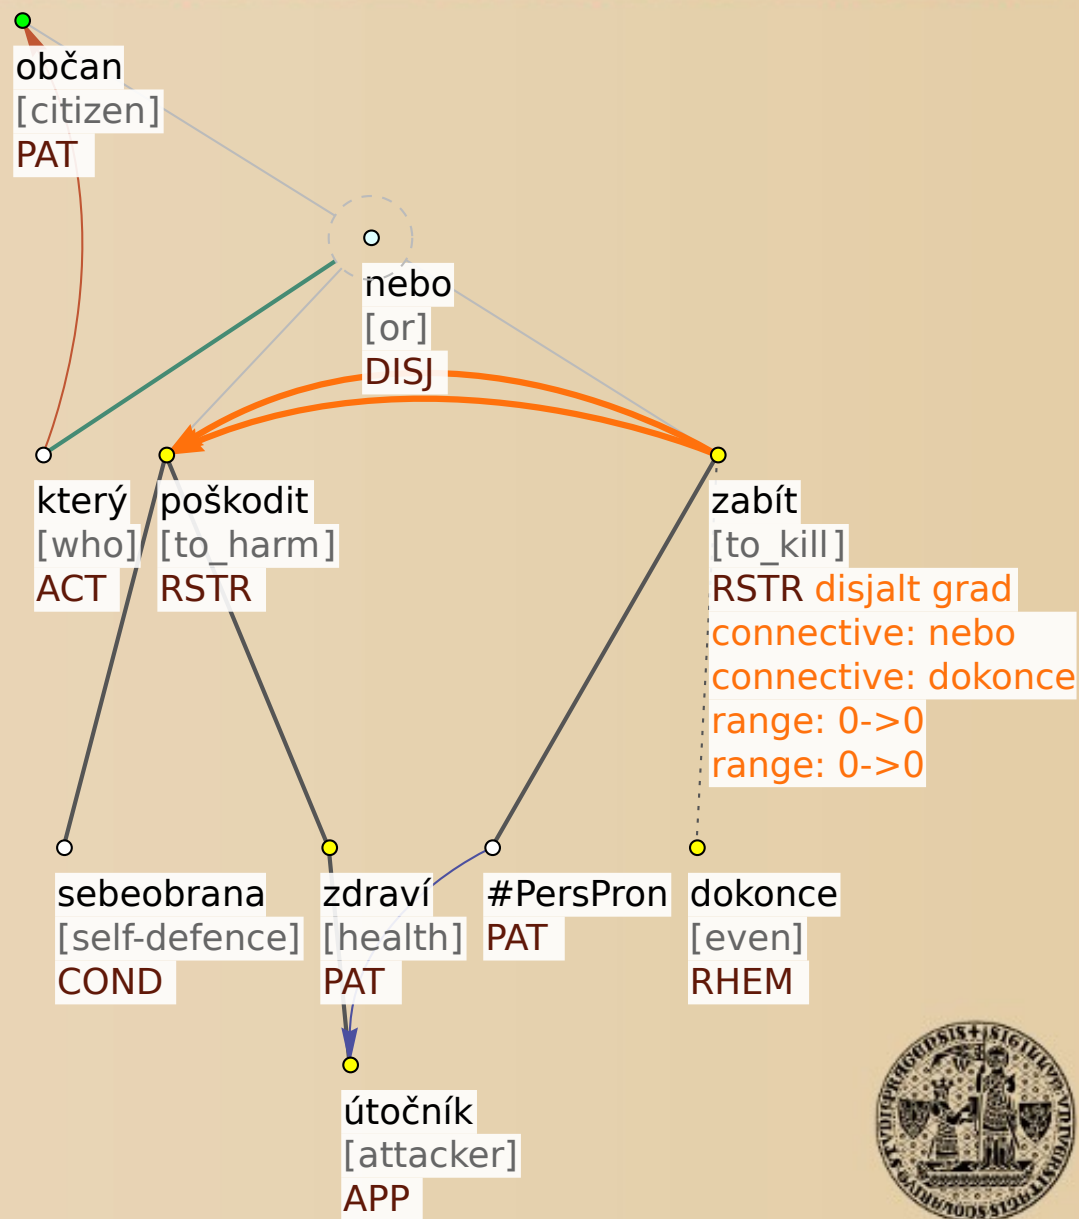 občan
[citizen]
PAT
nebo
[or]
DISJ
který
[who]
ACT
poškodit
[to_harm]
RSTR
zabít
[to_kill]
RSTR disjalt grad
connective: nebo
connective: dokonce
range: 0->0
range: 0->0
sebeobrana
[self-defence]
COND
zdraví
[health]
PAT
#PersPron
PAT
dokonce
[even]
RHEM
útočník
[attacker]
APP